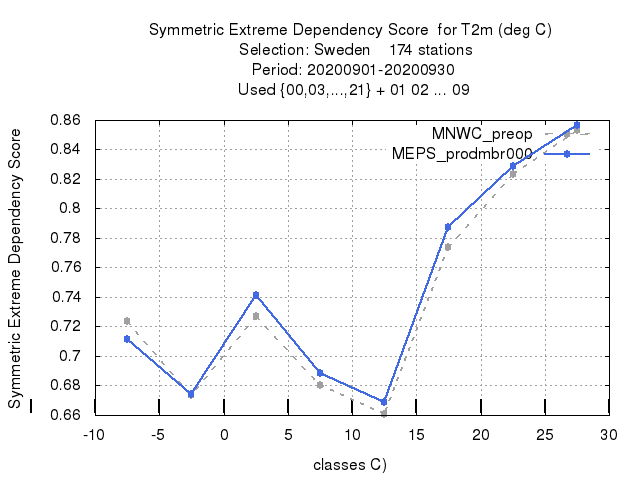 Symmetric Extreme Dependency Score for T2m (deg C)
Selection: Sweden 174 stations
Period: 20200901-20200930
Used {00,03,...,21} + 01 02 ... 09
Symmetric Extreme Dependency Score
0.86
0.84
0.82
0.8
0.78
0.76
0.74
0.72
0.7
0.68
0.66
MNWC_preop
MEPS_prodmbr000
-10 -5 0 5 10 15 20 25 30
classes C)